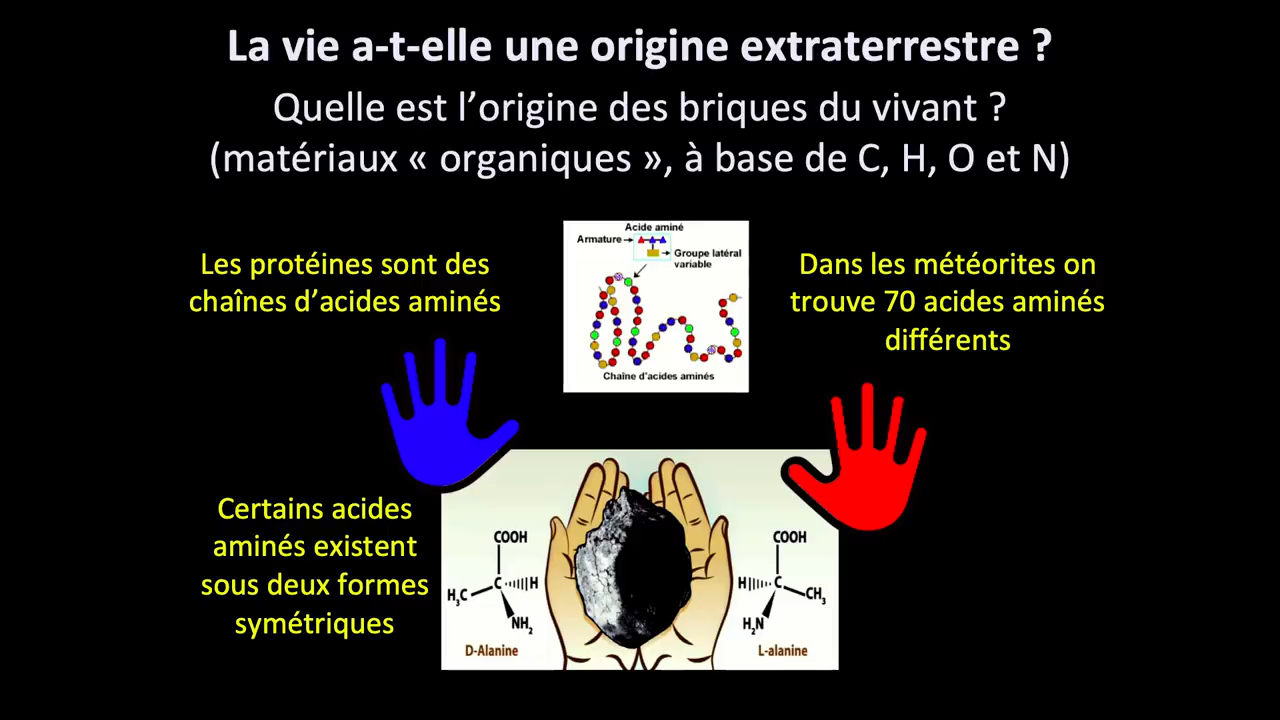 La vie a-t-elle une origine extraterrestre ?
Quelle est l’origine des briques du vivant ?
(matériaux « organiques », à base de C, H, O et N)
Les protéines sont des
chaînes d’acides aminés
Acide aminé
Armature
Groupe latéral
variable
Chaîne d'acides aminés
Dans les météorites on
trouve 70 acides aminés
différents
Certains acides
aminés existent
sous deux formes
symétriques
COOH
C
H
H3C
NH2
D-Alanine
COOH
H
C
CH3
H2N
L-alanine